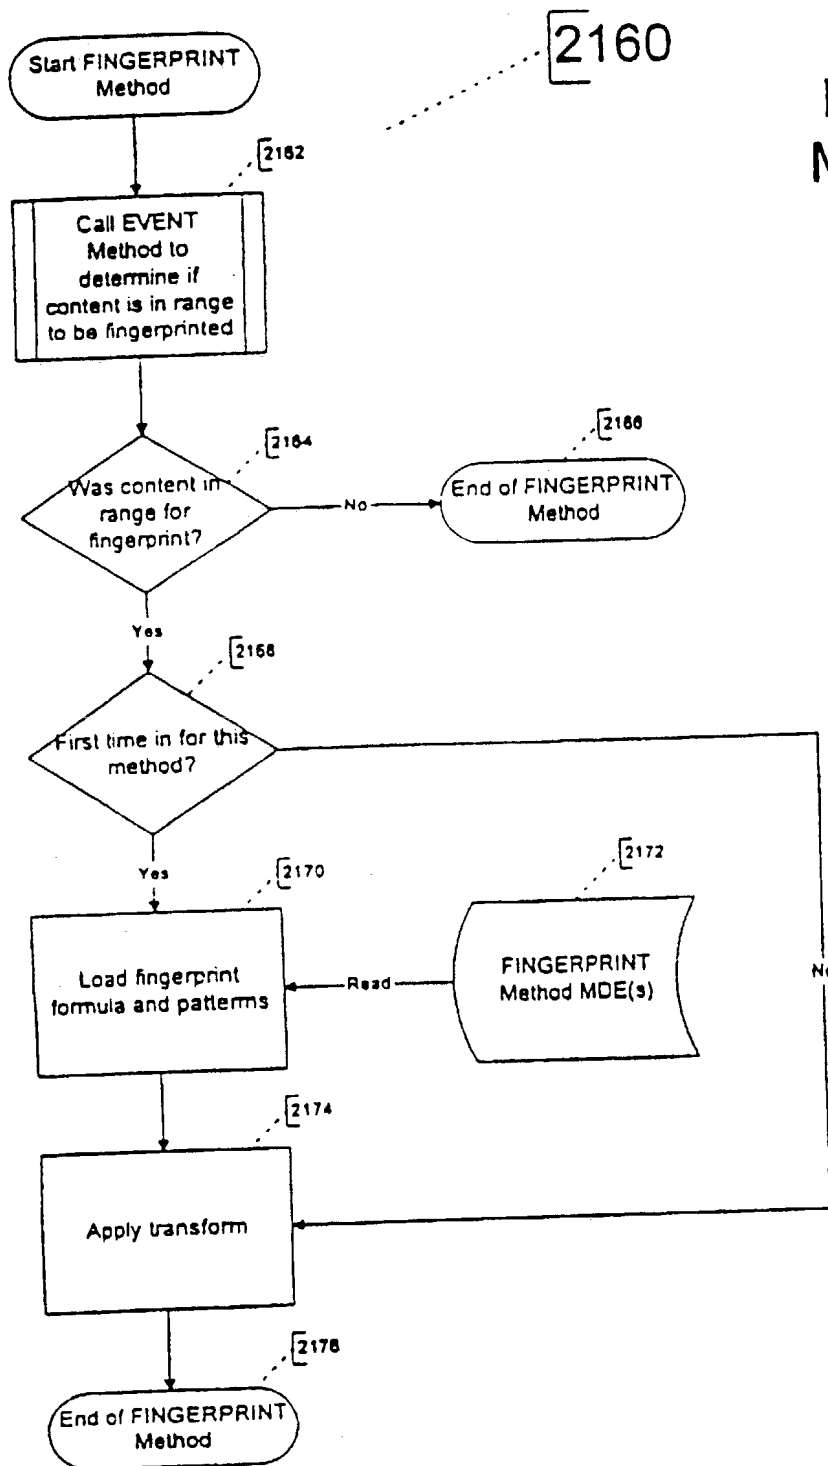 2160
Start FINGERPRINT
Method
2162
Call EVENT
Method to
determine if
content is in range
to be fingerprinted
2164
Was content in
range for
fingerprint?
No
2166
End of FINGERPRINT
Method
Yes
2168
First time in for this
method?
Yes
2170
2172
Load fingerprint
formula and patterms
Read
FINGERPRINT
Method MDE(s)
No
2174
Apply transform
2178
End of FINGERPRINT
Method